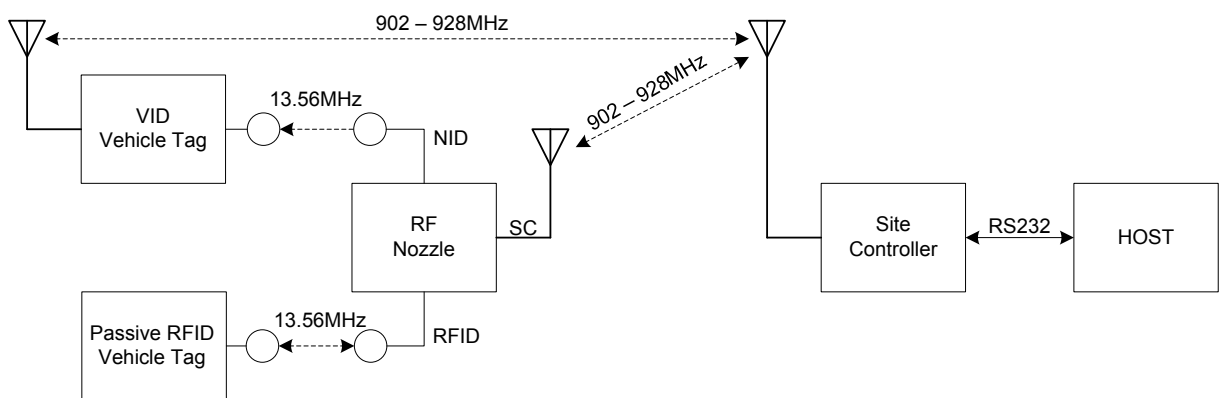 902 – 928MHz
902 – 928MHz
VID
Vehicle Tag
13.56MHz
NID
RF
Nozzle
SC
Site
Controller
RS232
HOST
Passive RFID
Vehicle Tag
13.56MHz
RFID